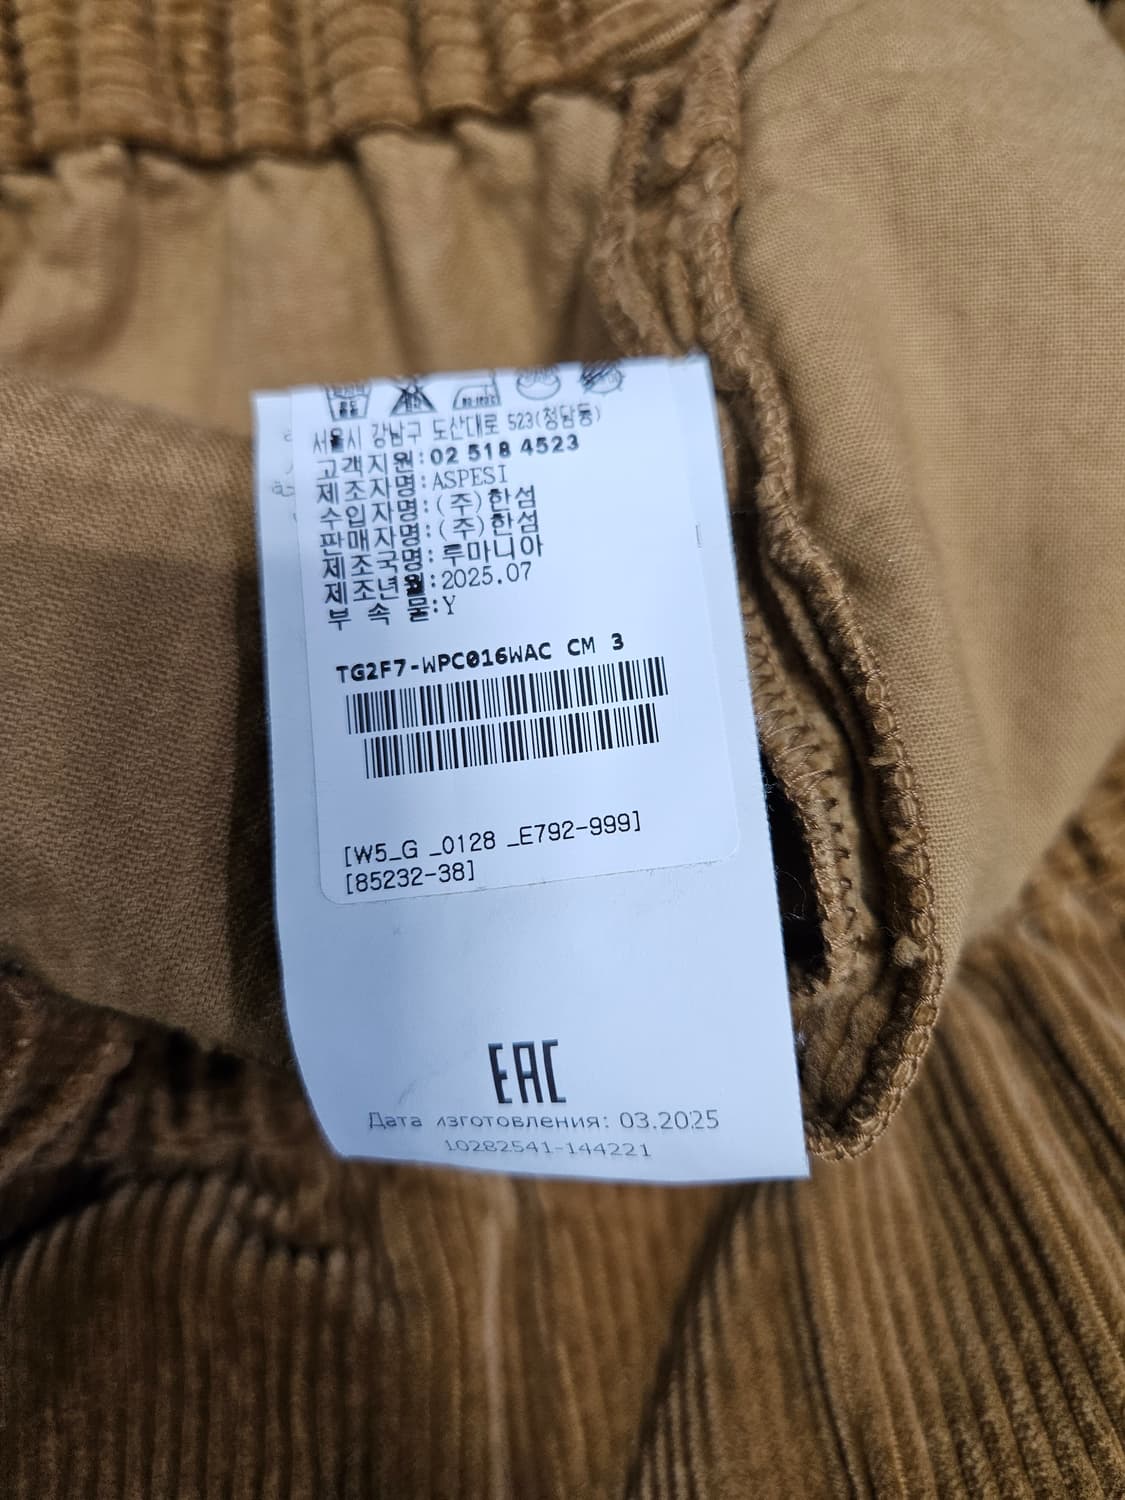 서울시 강남구 도산대로 523(청담동)
고객지원:02 518 4523
제조자명:ASPESI
수입자명:(주)한섬
판매자명:(주)한섬
제조국명:루마니아
제조년월:2025.07
부 속 물:Y
TG2F7-WPC016WAC CM 3
[W5_G _0128 _E792-999]
[85232-38]
EAC
Дата изготовления: 03.2025
10282541-144221